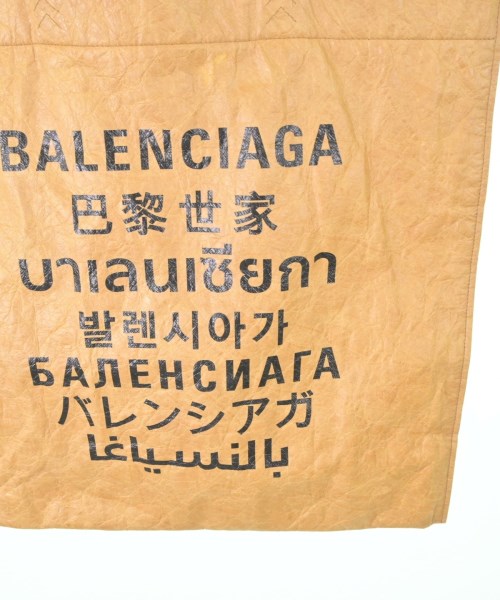 BALENCIAGA
巴黎世家
บาเลนเซียกา
발렌시아가
БАЛЕНСИАГА
バレンシアガ
بالنسياغا